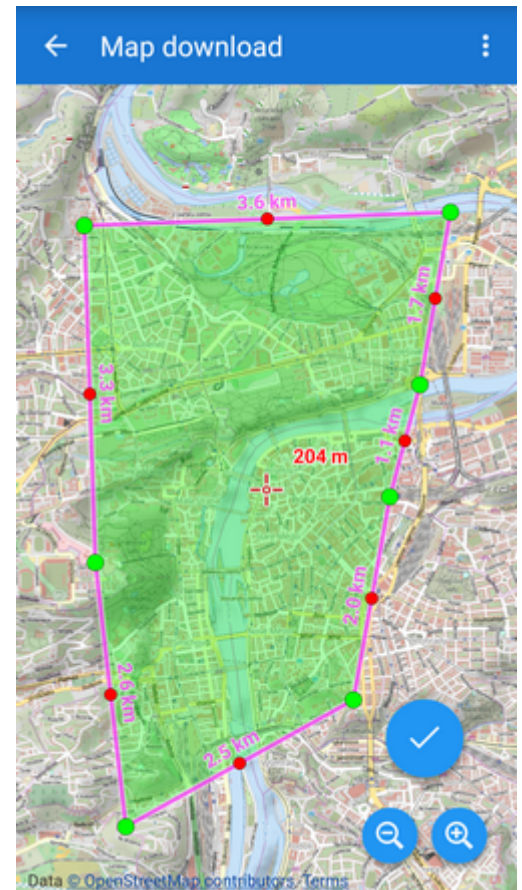 Map download
3.6 km
1.7 km
3.3 km
1.1 km
204 m
2.0 km
2.6 km
2.5 km
Data © OpenStreetMap contributors, Terms